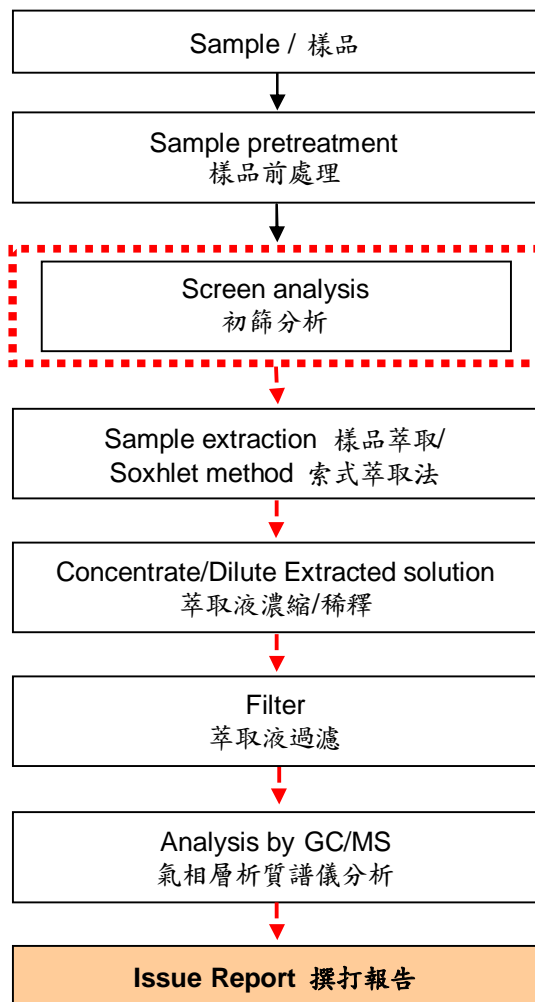 Sample / 樣品
Sample pretreatment
樣品前處理
Screen analysis
初篩分析
Sample extraction 樣品萃取/
Soxhlet method 索式萃取法
Concentrate/Dilute Extracted solution
萃取液濃縮/稀釋
Filter
萃取液過濾
Analysis by GC/MS
氣相層析質譜儀分析
Issue Report 撰打報告